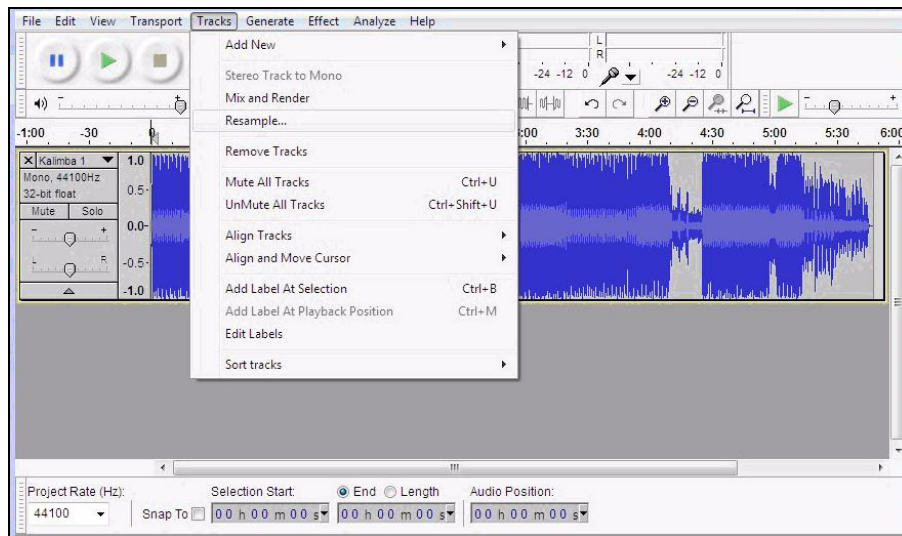 File Edit View Transport Tracks Generate Effect Analyze Help
Add New
Stereo Track to Mono
Mix and Render
Resample...
Remove Tracks
Mute All Tracks Ctrl+U
UnMute All Tracks Ctrl+Shift+U
Align Tracks
Align and Move Cursor
Add Label At Selection Ctrl+B
Add Label At Playback Position Ctrl+M
Edit Labels
Sort tracks
L
R
-24 -12 0 -24 -12 0
-1:00 -30 3:30 4:00 4:30 5:00 5:30 6:00
X Kalimba 1 1.0
Mono, 44100Hz
32-bit float 0.5
Mute Solo
- + 0.0
L R -0.5
-1.0
Project Rate (Hz): Selection Start: End Length Audio Position:
44100 Snap To 00 h 00 m 00 s 00 h 00 m 00 s 00 h 00 m 00 s